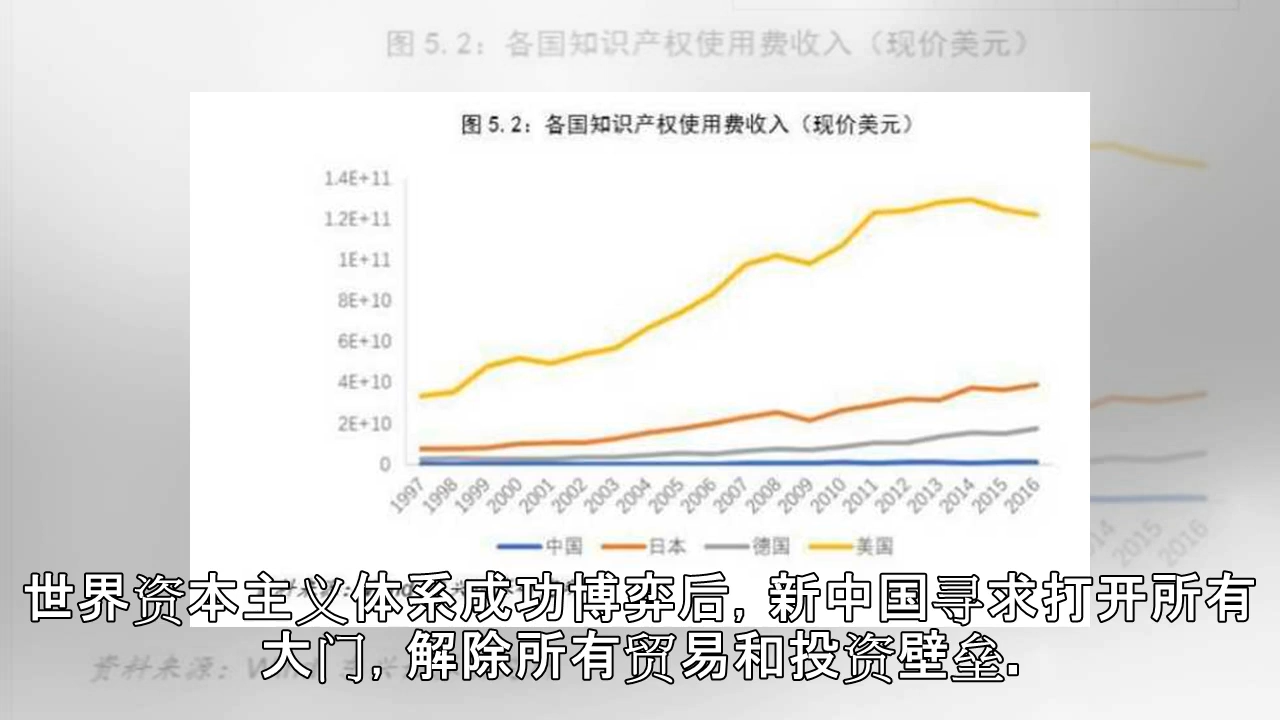 图 5. 2：各国知识产权使用费收入（现价美元）
图 5. 2：各国知识产权使用费收入（现价美元）
1.4E+11
1.2E+11
1E+11
8E+10
6E+10
4E+10
2E+10
0
1997 1998 1999 2000 2001 2002 2003 2004 2005 2006 2007 2008 2009 2010 2011 2012 2013 2014 2015 2016
2015 2016
中国 日本 德国 美国
世界资本主义体系成功博弈后, 新中国寻求打开所有
大门, 解除所有贸易和投资壁垒.
资料来源：